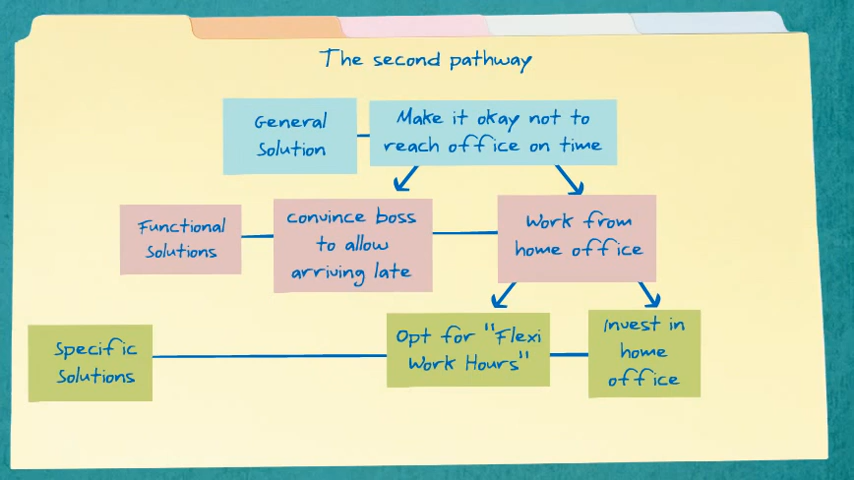 The second pathway
General
Solution
Make it okay not to
reach office on time
Functional
Solutions
convince boss
to allow
arriving late
Work from
home office
Specific
Solutions
Opt for "Flexi
Work Hours"
Invest in
home
office